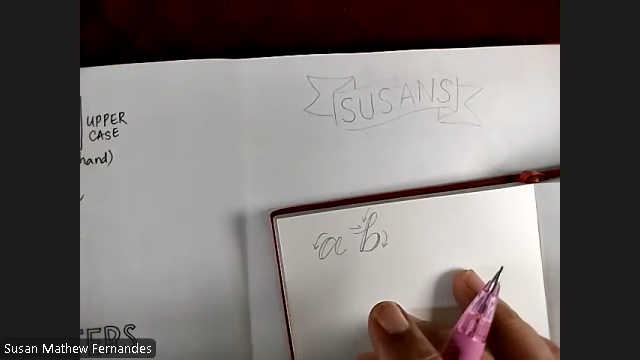 UPPER
CASE
hand)
SUSANS
a b
Susan Mathew Fernandes